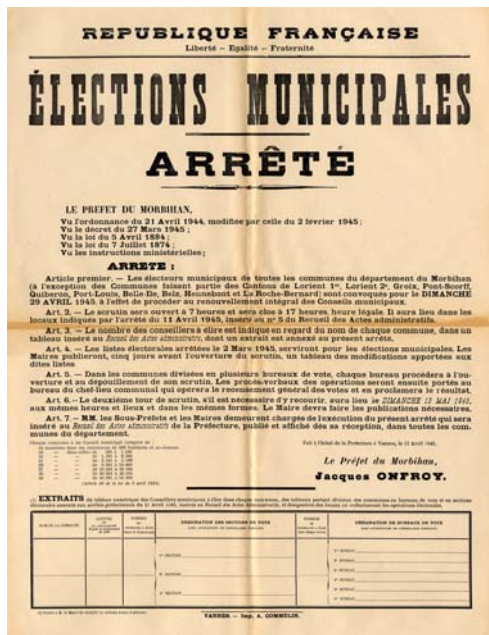 REPUBLIQUE FRANÇAISE
Liberté – Egalité – Fraternité
ÉLECTIONS MUNICIPALES
ARRÊTÉ
LE PREFET DU MORBIHAN,
Vu l'ordonnance du 21 Avril 1944, modifiée par celle du 2 février 1945 ;
Vu le décret du 27 Mars 1945 ;
Vu la loi du 5 Avril 1884 ;
Vu la loi du 7 Juillet 1874 ;
Vu les instructions ministérielles ;
ARRETE :
Article premier. — Les électeurs municipaux de toutes les communes du département du Morbihan
(à l'exception des Communes faisant partie des Cantons de Lorient 1er, Lorient 2e, Groix, Pont-Scorff,
Quiberon, Port-Louis, Belle-Ile, Belz, Hennebont et La Roche-Bernard) sont convoqués pour le DIMANCHE
29 AVRIL 1945, à l'effet de procéder au renouvellement intégral des Conseils municipaux.
Art. 2. — Le scrutin sera ouvert à 7 heures et sera clos à 17 heures, heure légale. Il aura lieu dans les
locaux indiqués par l'arrêté du 11 Avril 1945, inséré au n° 5 du Recueil des Actes administratifs.
Art. 3. — Le nombre des conseillers à élire est indiqué en regard du nom de chaque commune, dans un
tableau inséré au Recueil des Actes administratifs, dont un extrait est annexé au présent arrêté.
Art. 4. — Les listes électorales arrêtées le 2 Mars 1945, serviront pour les élections municipales. Les
Maires publieront, cinq jours avant l'ouverture du scrutin, un tableau des modifications apportées aux
dites listes.
Art. 5. — Dans les communes divisées en plusieurs bureaux de vote, chaque bureau procédera à l'ou-
verture et au dépouillement de son scrutin. Les procès-verbaux des opérations seront ensuite portés au
bureau du chef-lieu communal qui opérera le recensement général des votes et en proclamera le résultat.
Art. 6. — Le deuxième tour de scrutin, s'il est nécessaire d'y recourir, aura lieu le DIMANCHE 13 MAI 1945,
aux mêmes heures et lieux et dans les mêmes formes. Le Maire devra faire les publications nécessaires.
Art. 7. — MM. les Sous-Préfets et les Maires demeurent chargés de l'exécution du présent arrêté qui sera
inséré au Recueil des Actes administratifs de la Préfecture, publié et affiché dès sa réception, dans toutes les com-
munes du département.
Fait à l'hôtel de la Préfecture à Vannes, le 11 Avril 1945.
Le Préfet du Morbihan,
Jacques ONFROY.
EXTRAITS
DÉSIGNATION DES SECTIONS DE VOTE
DÉSIGNATION DE BUREAUX DE VOTE
VANNES. — Imp. A. COMMELIN.